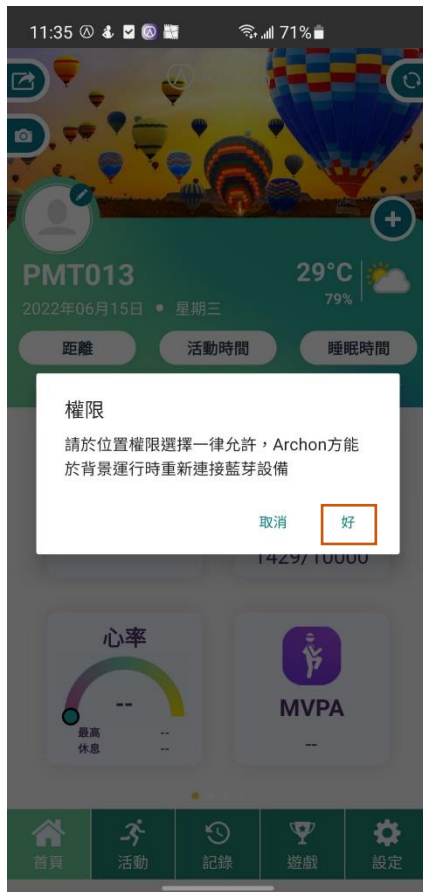 11:35
71%
Archon
PMT013
29°C
2022年06月15日 • 星期三
79%
距離
活動時間
睡眠時間
權限
請於位置權限選擇一律允許，Archon方能
於背景運行時重新連接藍芽設備
取消
好
1429/10000
心率
--
最高 --
休息 --
MVPA
--
首頁
活動
記錄
遊戲
設定